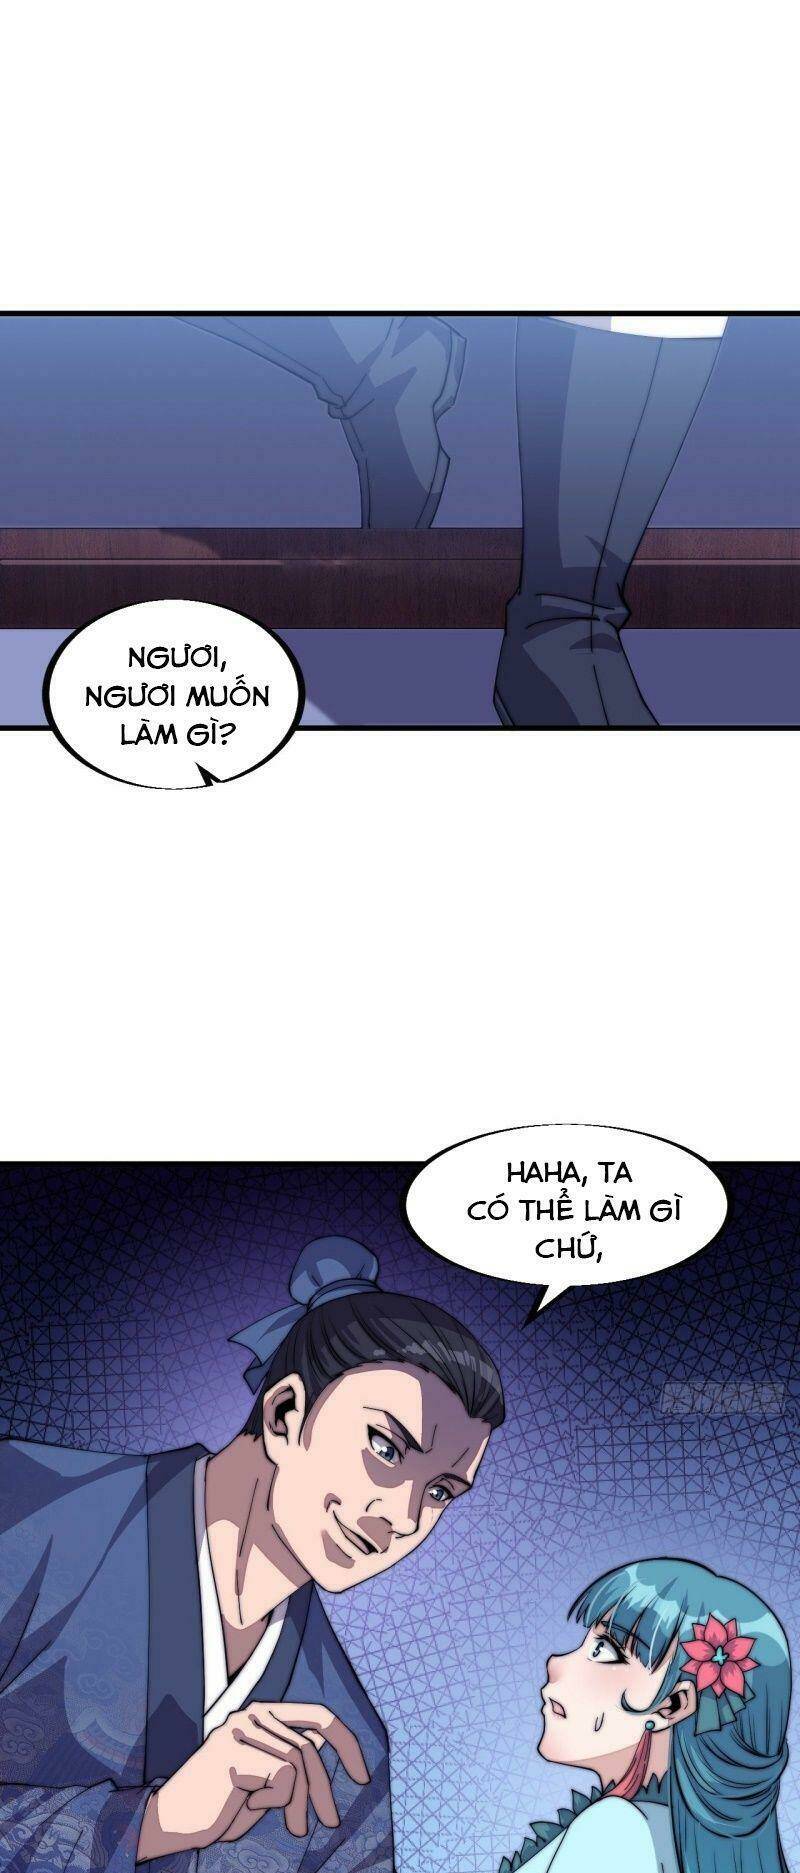 NGƯƠI,
NGƯƠI MUỐN
LÀM GÌ?
HAHA, TA
CÓ THỂ LÀM GÌ
CHỨ,